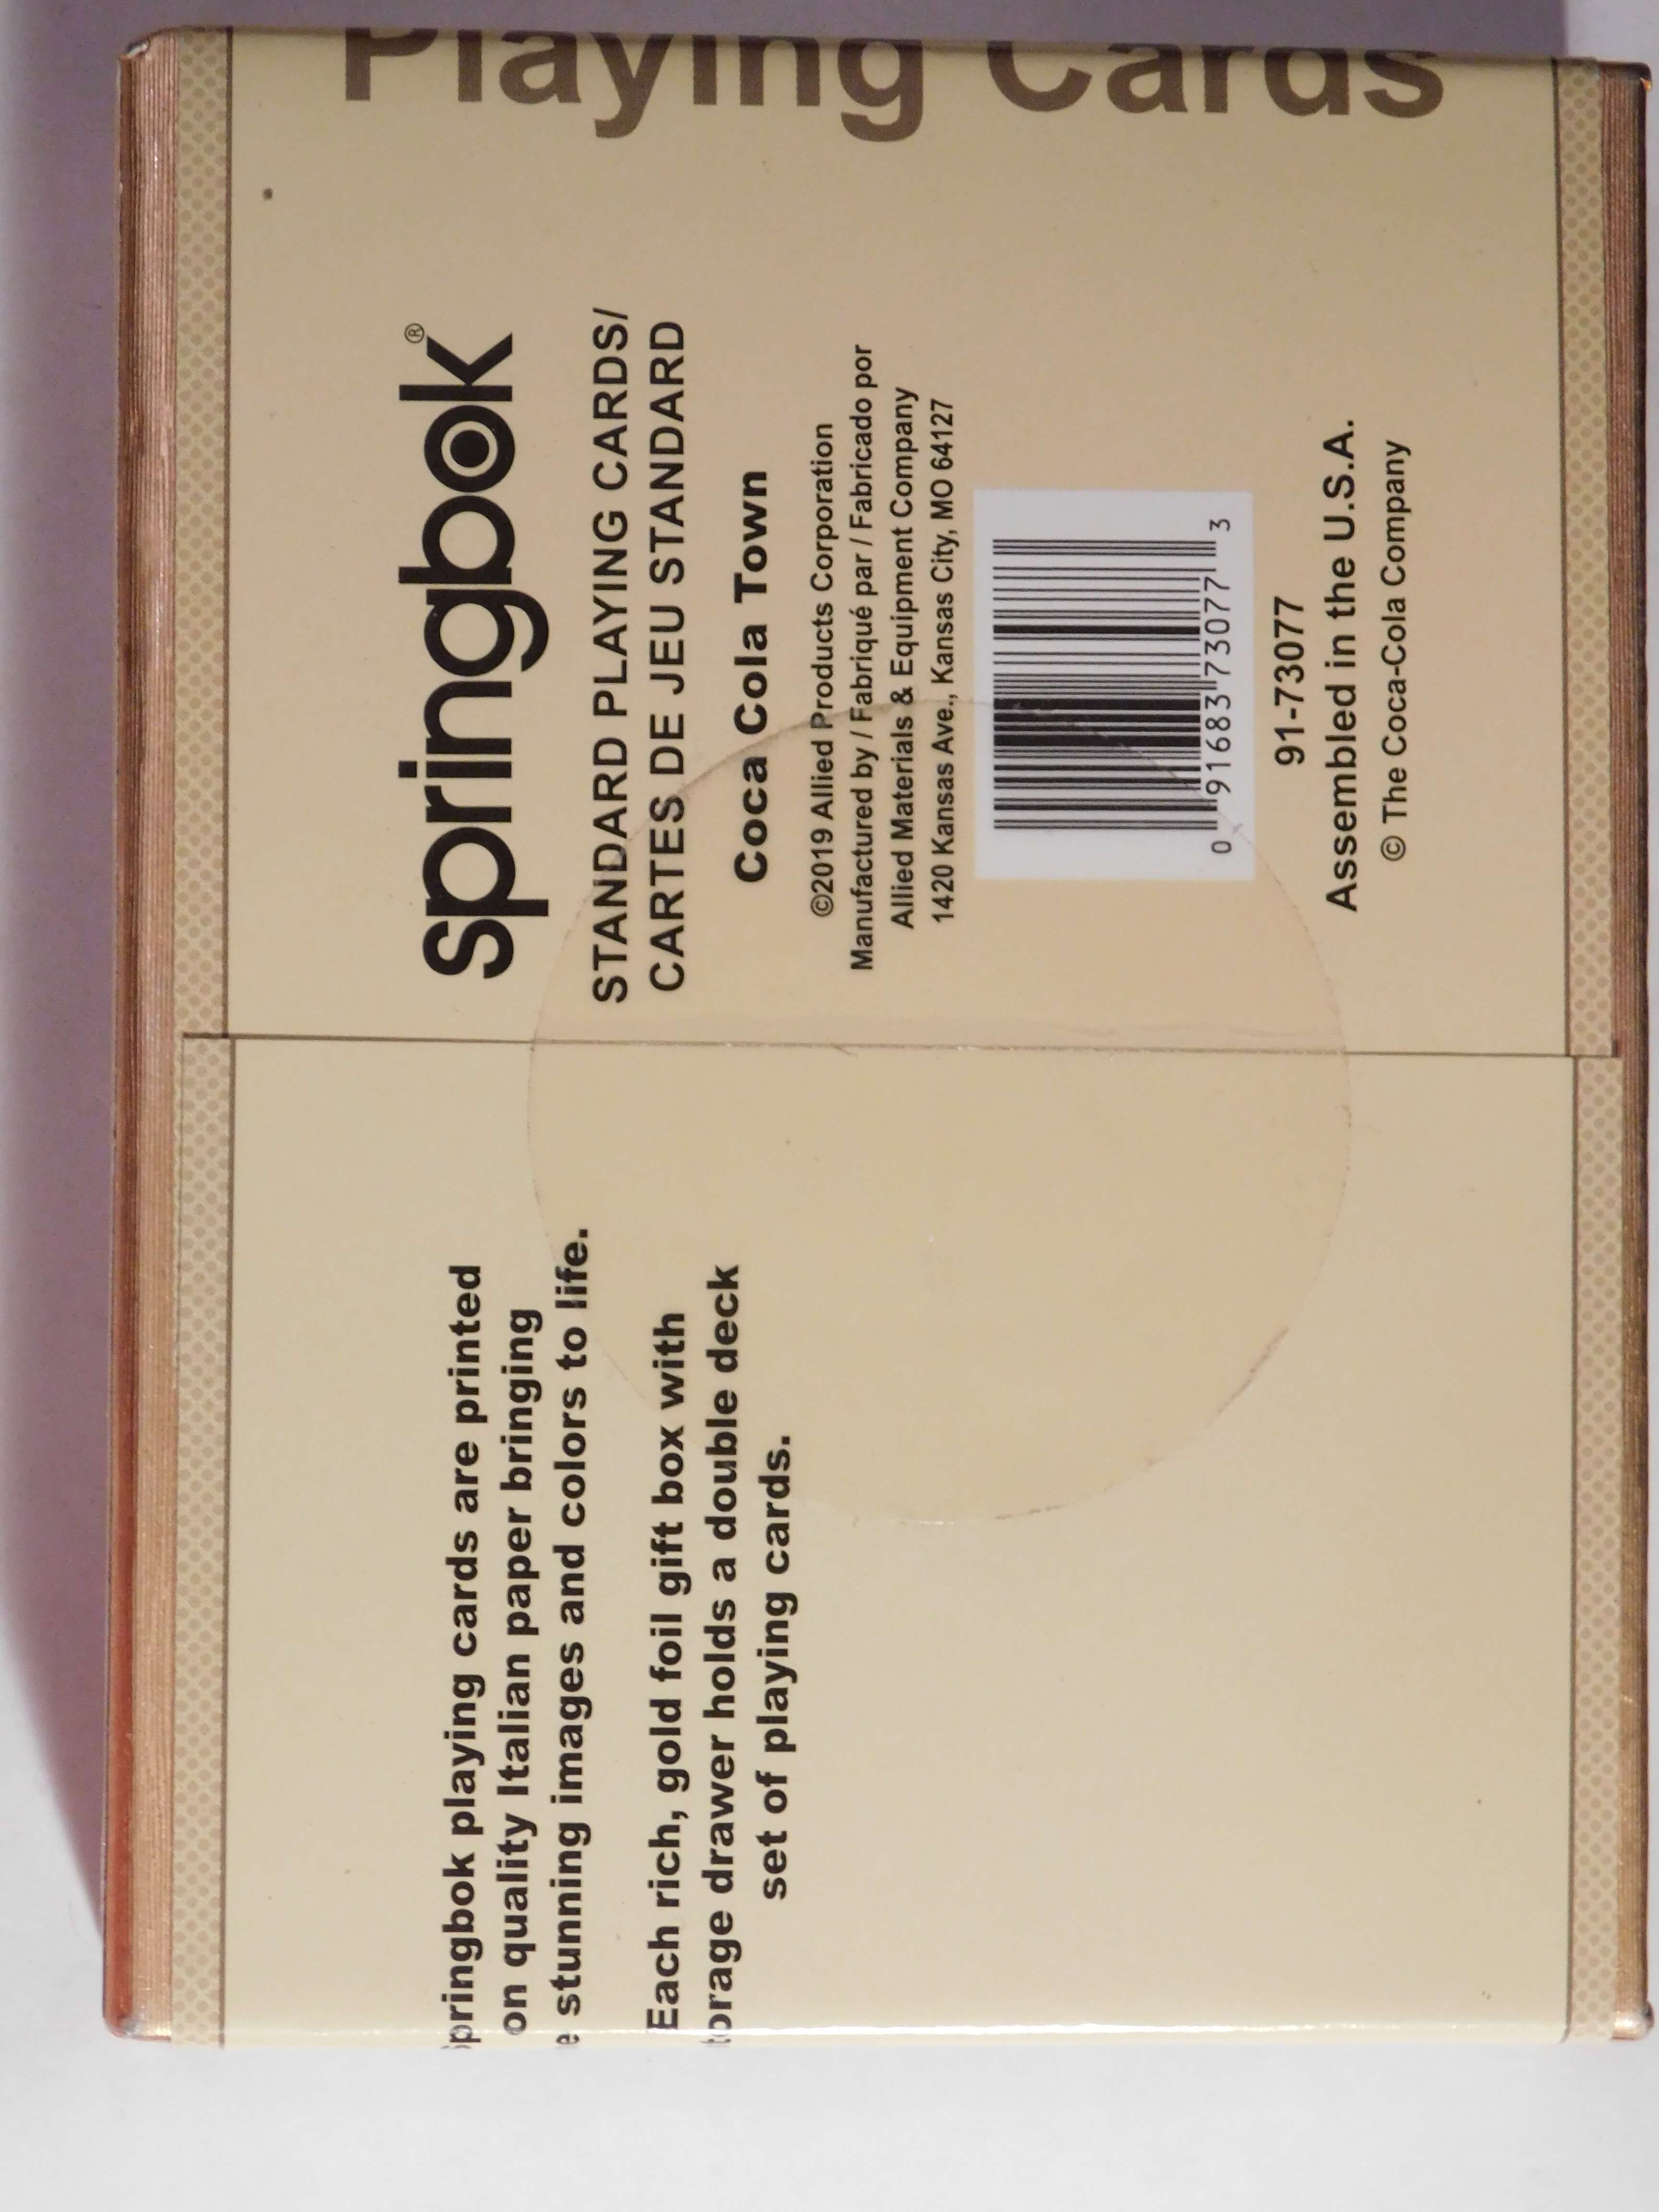 Playing Cards
springbok®
STANDARD PLAYING CARDS/
CARTES DE JEU STANDARD
Coca Cola Town
©2019 Allied Products Corporation
Manufactured by / Fabriqué par / Fabricado por
Allied Materials & Equipment Company
1420 Kansas Ave., Kansas City, MO 64127
0 91683 73077 3
91-73077
Assembled in the U.S.A.
© The Coca-Cola Company
Springbok playing cards are printed
on quality Italian paper bringing
e stunning images and colors to life.
Each rich, gold foil gift box with
torage drawer holds a double deck
set of playing cards.